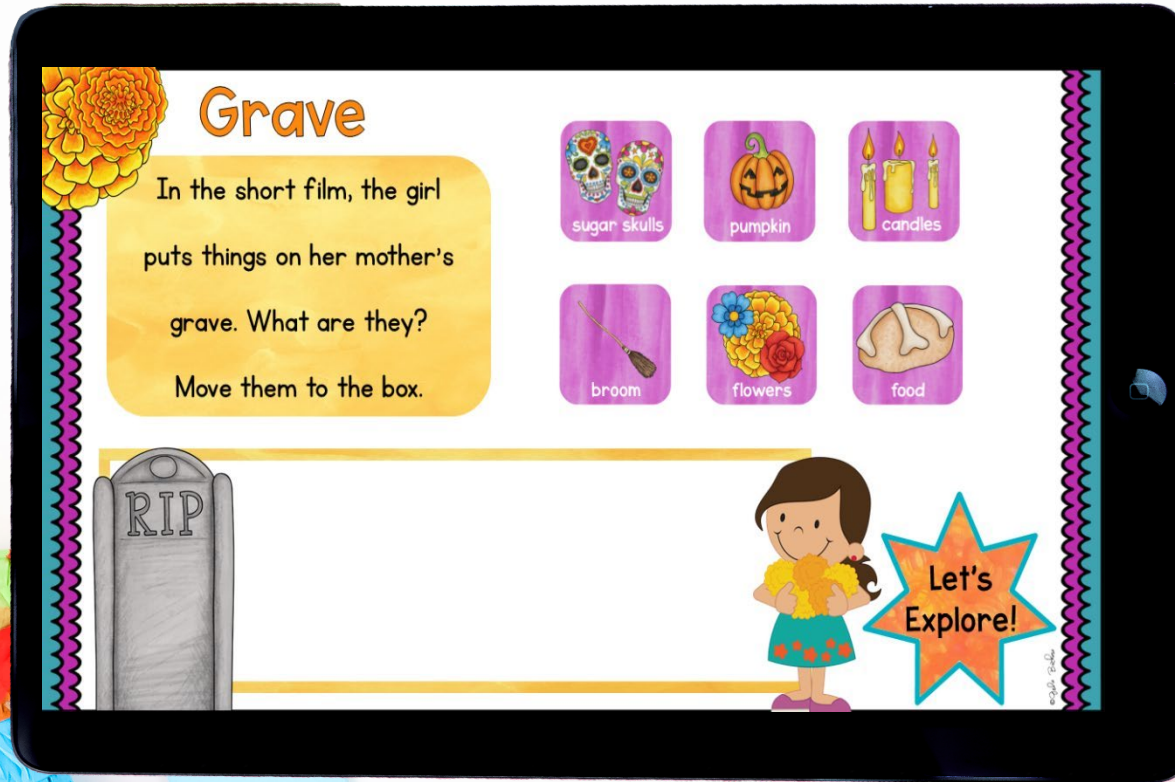 Grave
In the short film, the girl
puts things on her mother's
grave. What are they?
Move them to the box.
sugar skulls
pumpkin
candles
broom
flowers
food
RIP
Let's
Explore!